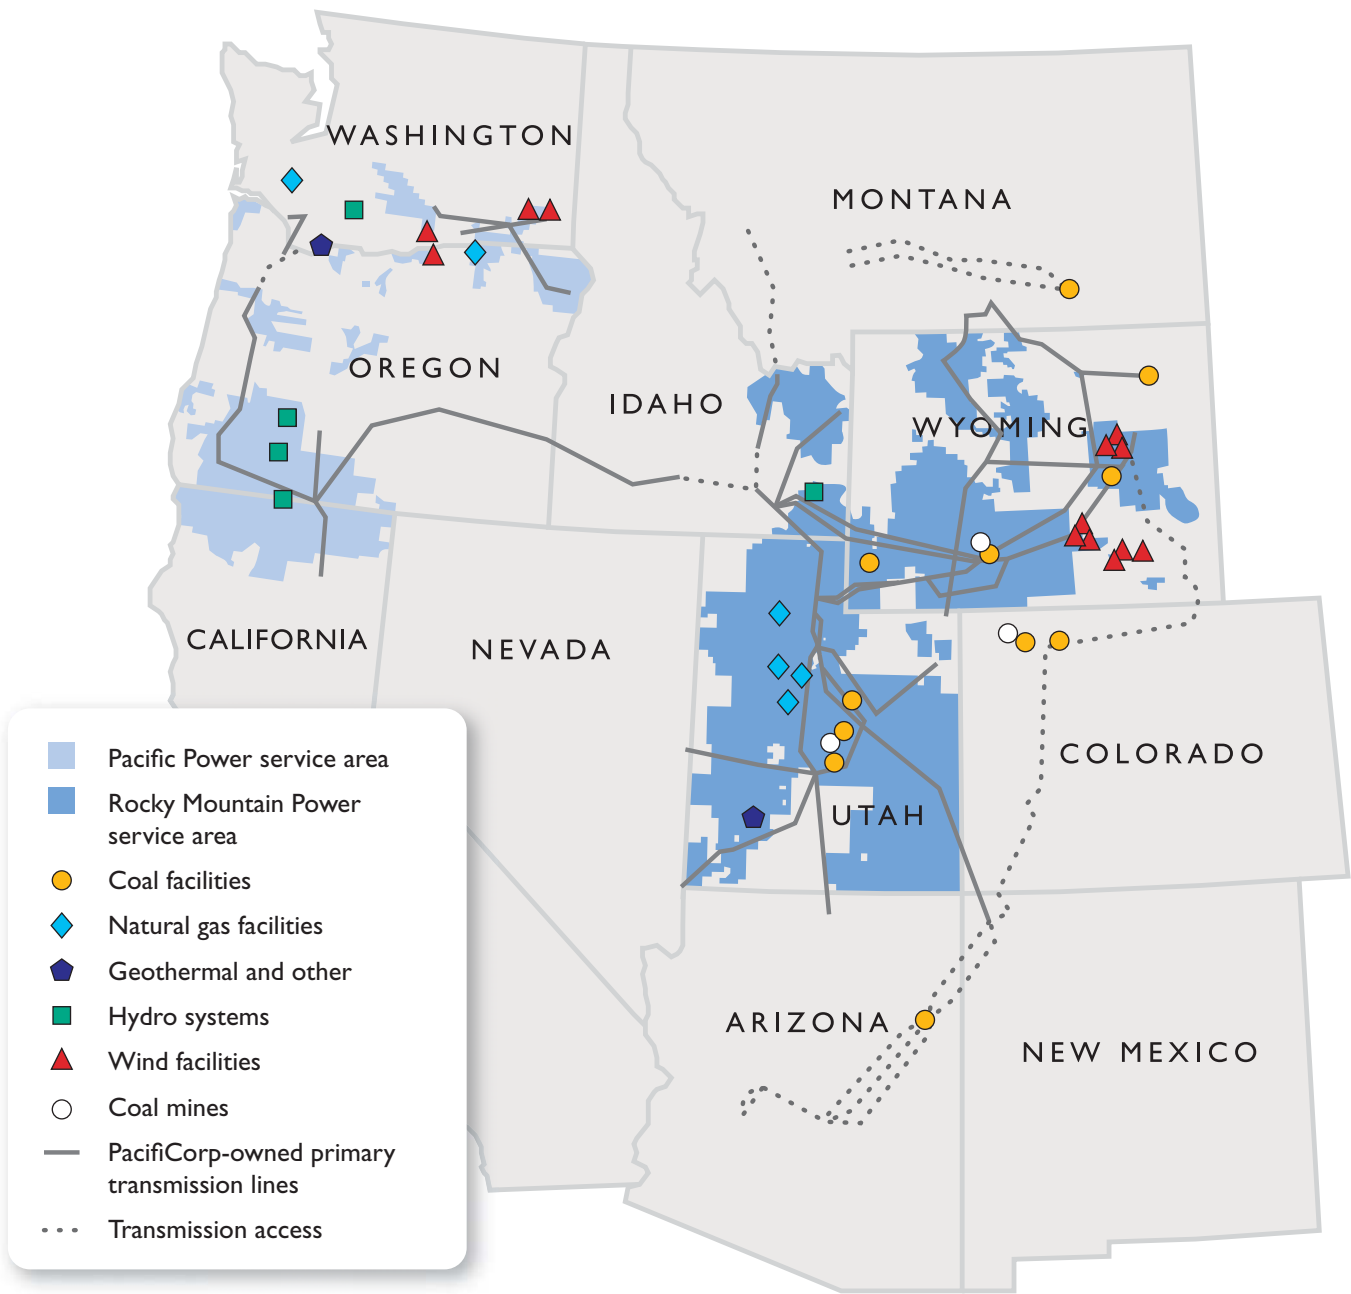 WASHINGTON
MONTANA
OREGON
IDAHO
WYOMING
CALIFORNIA
NEVADA
COLORADO
UTAH
ARIZONA
NEW MEXICO
Pacific Power service area
Rocky Mountain Power
service area
Coal facilities
Natural gas facilities
Geothermal and other
Hydro systems
Wind facilities
Coal mines
PacifiCorp-owned primary
transmission lines
Transmission access